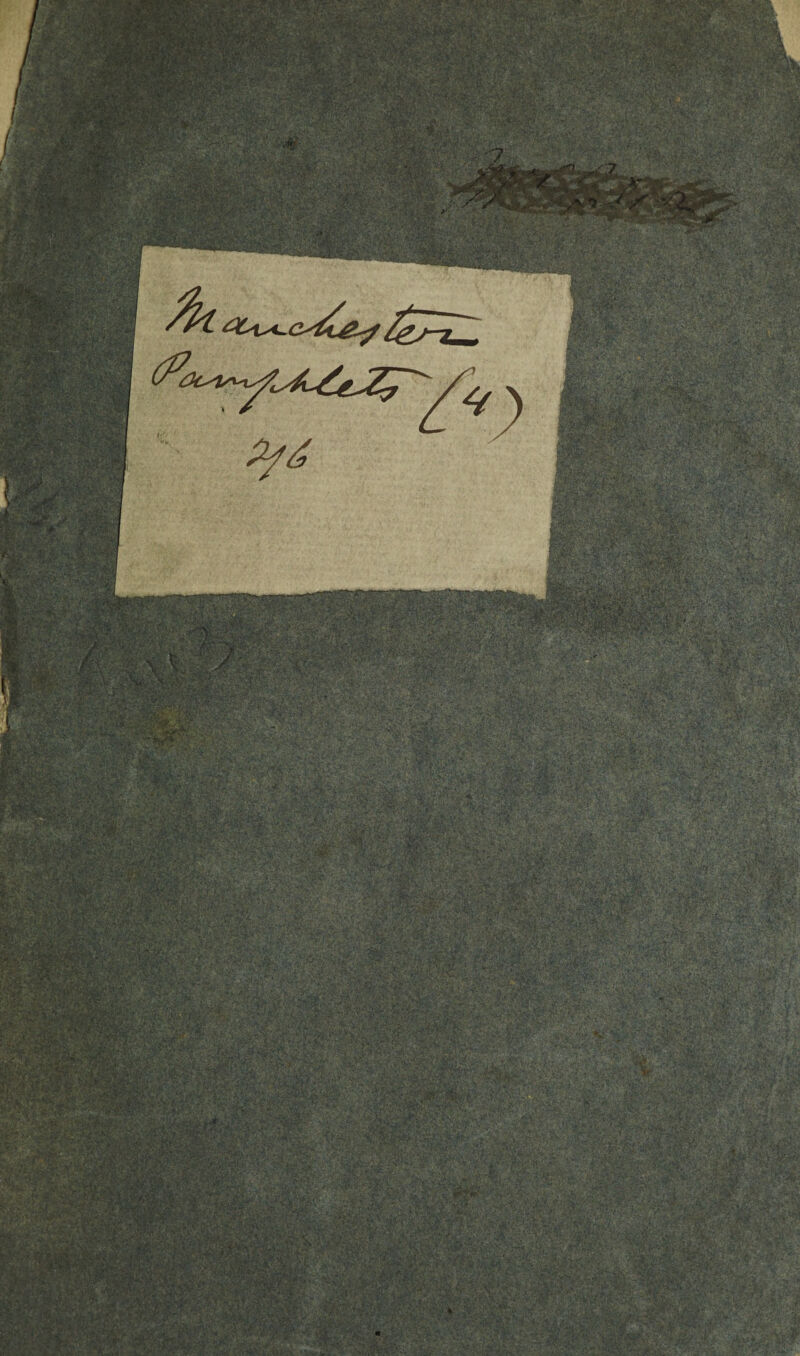 Manchester
Pamphlets (4)
2/6